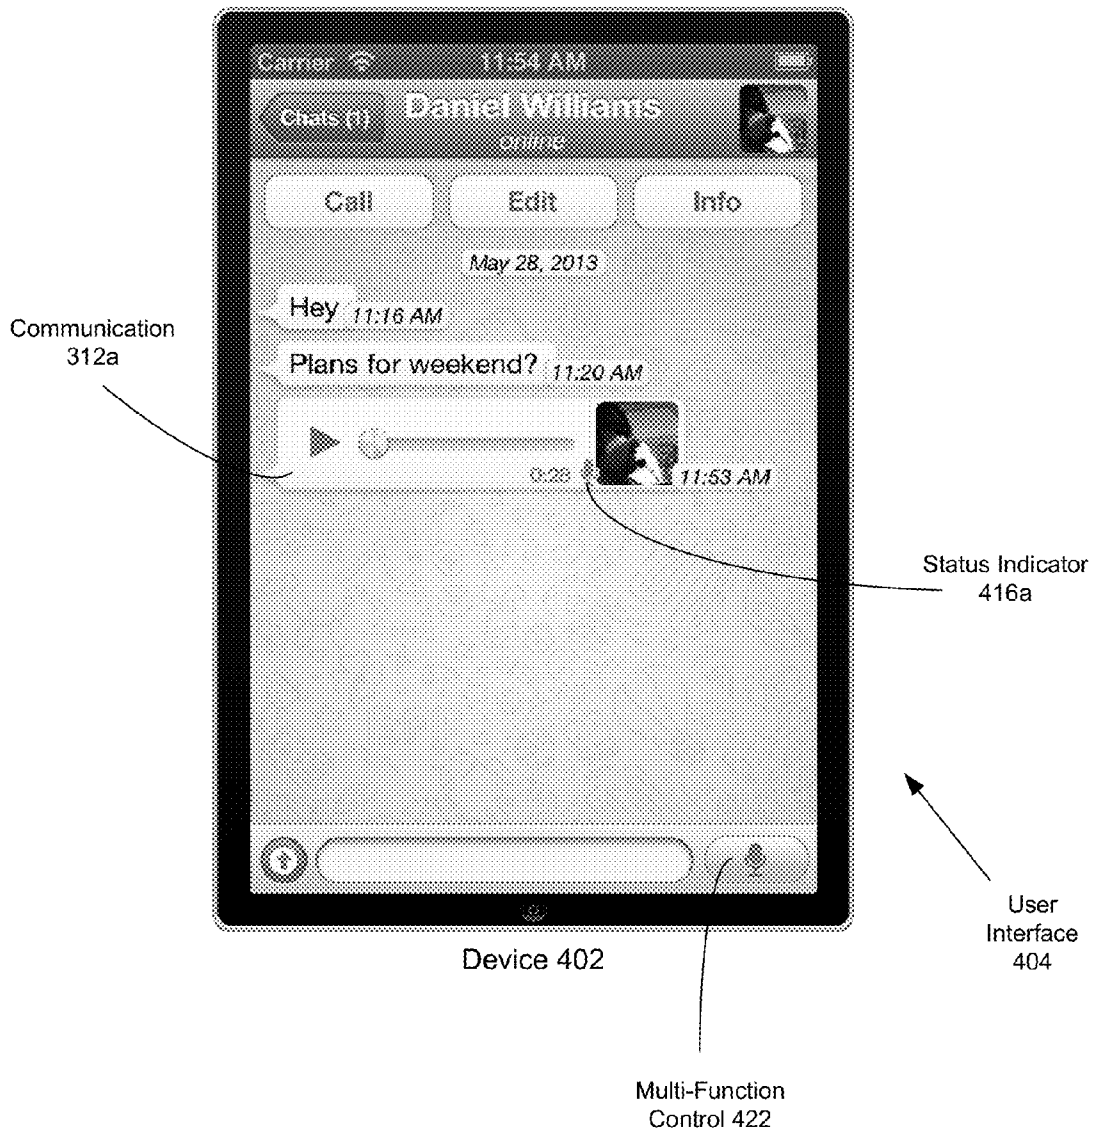 Carrier 11:54 AM
Chats (1) Daniel Williams
online
Call Edit Info
May 28, 2013
Hey 11:16 AM
Plans for weekend? 11:20 AM
0:28 11:53 AM
Communication
312a
Status Indicator
416a
User
Interface
404
Device 402
Multi-Function
Control 422